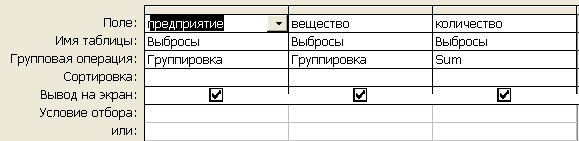 Поле: предприятие вещество количество
Имя таблицы: Выбросы Выбросы Выбросы
Групповая операция: Группировка Группировка Sum
Сортировка:
Вывод на экран:
Условие отбора:
или: